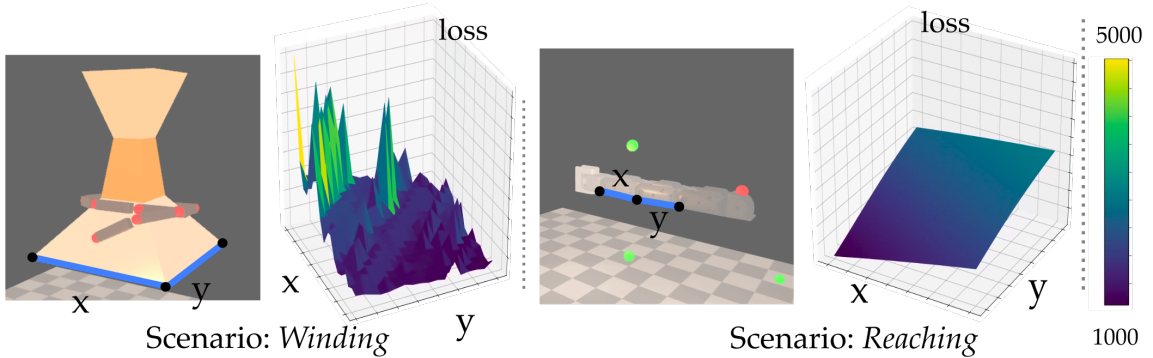 loss
loss
5000
x
y
x
y
x
y
x
y
1000
Scenario: Winding
Scenario: Reaching